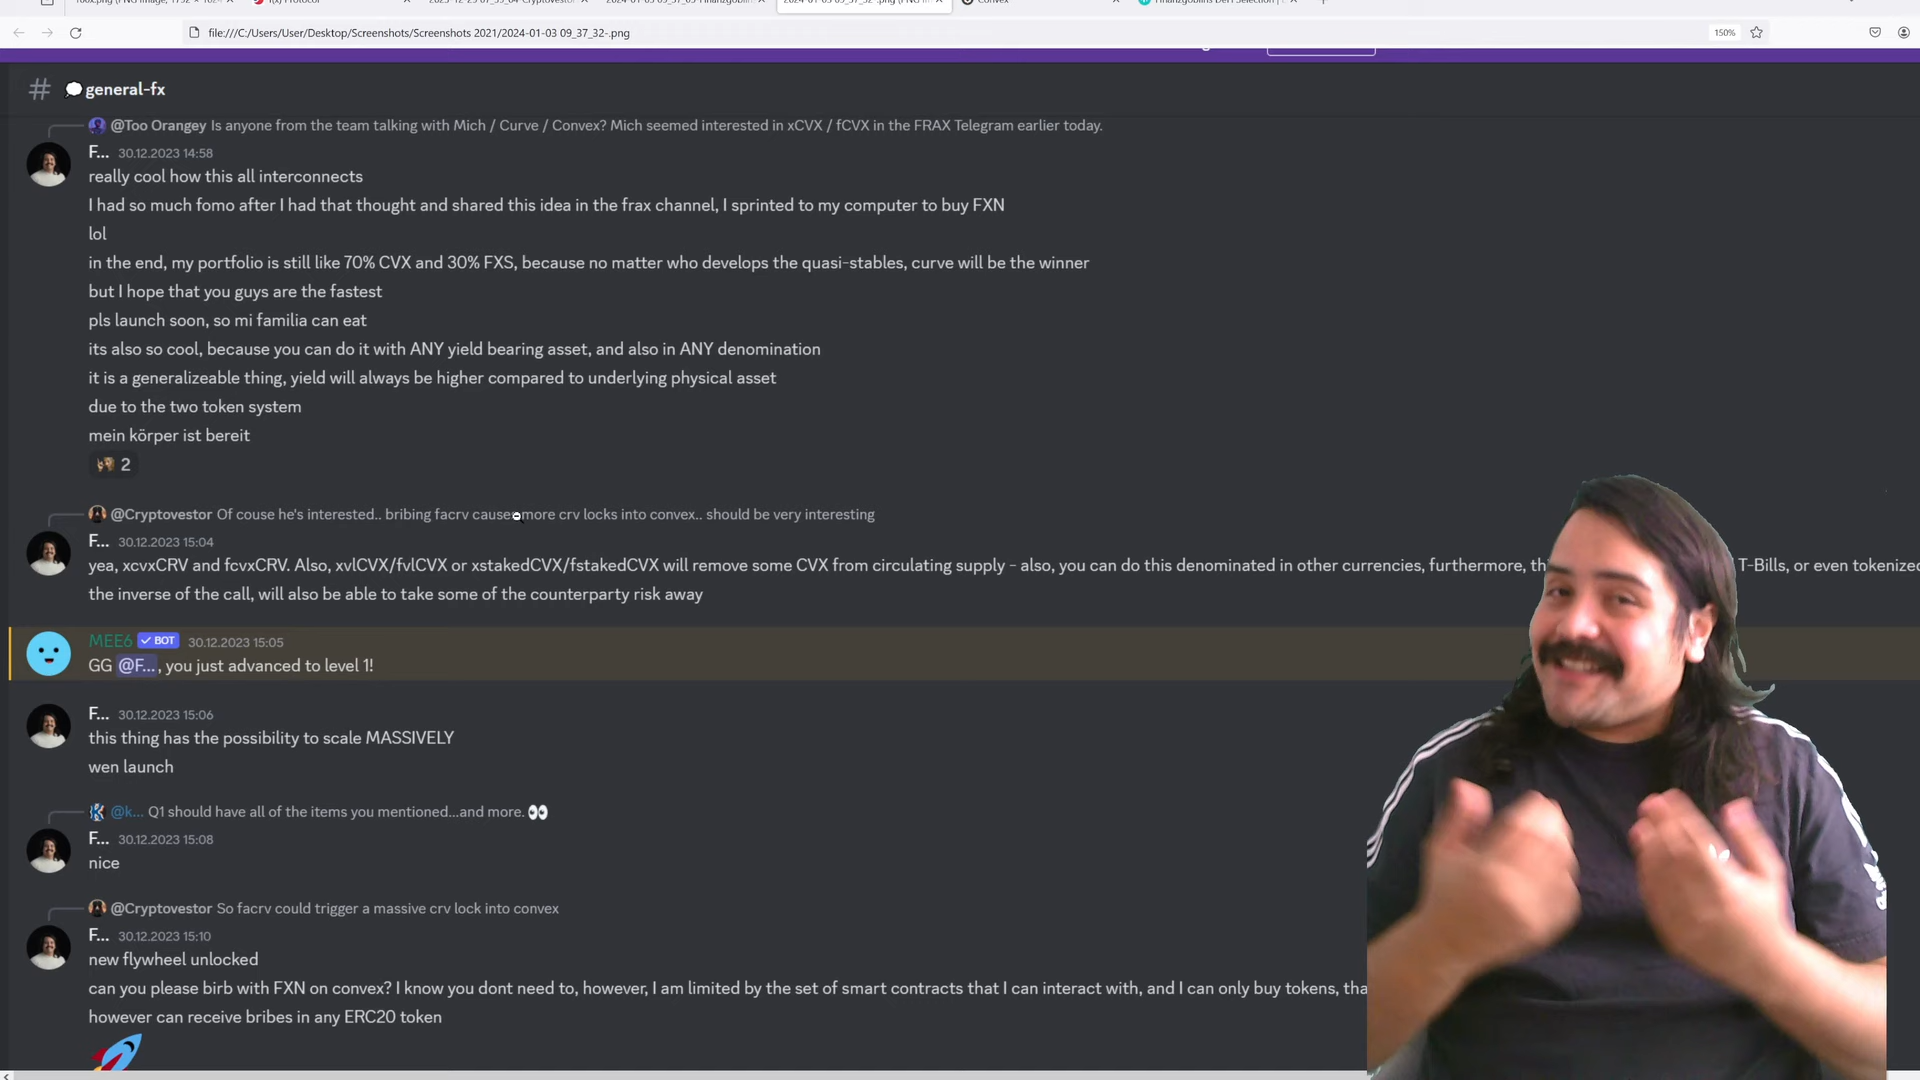 file:///C:/Users/User/Desktop/Screenshots/Screenshots 2021/2024-01-03 09_37_32-.png
150%
# general-fx
@Too Orangey Is anyone from the team talking with Mich / Curve / Convex? Mich seemed interested in xCVX / fCVX in the FRAX Telegram earlier today.
F... 30.12.2023 14:58
really cool how this all interconnects
I had so much fomo after I had that thought and shared this idea in the frax channel, I sprinted to my computer to buy FXN
lol
in the end, my portfolio is still like 70% CVX and 30% FXS, because no matter who develops the quasi-stables, curve will be the winner
but I hope that you guys are the fastest
pls launch soon, so mi familia can eat
its also so cool, because you can do it with ANY yield bearing asset, and also in ANY denomination
it is a generalizeable thing, yield will always be higher compared to underlying physical asset
due to the two token system
mein körper ist bereit
2
@Cryptovestor Of couse he's interested.. bribing facrv causes more crv locks into convex.. should be very interesting
F... 30.12.2023 15:04
yea, xcvxCRV and fcvxCRV. Also, xvlCVX/fvlCVX or xstakedCVX/fstakedCVX will remove some CVX from circulating supply - also, you can do this denominated in other currencies, furthermore, thi T-Bills, or even tokenized
the inverse of the call, will also be able to take some of the counterparty risk away
MEE6 BOT 30.12.2023 15:05
GG @F..., you just advanced to level 1!
F... 30.12.2023 15:06
this thing has the possibility to scale MASSIVELY
wen launch
@k... Q1 should have all of the items you mentioned...and more.
F... 30.12.2023 15:08
nice
@Cryptovestor So facrv could trigger a massive crv lock into convex
F... 30.12.2023 15:10
new flywheel unlocked
can you please birb with FXN on convex? I know you dont need to, however, I am limited by the set of smart contracts that I can interact with, and I can only buy tokens, tha
however can receive bribes in any ERC20 token